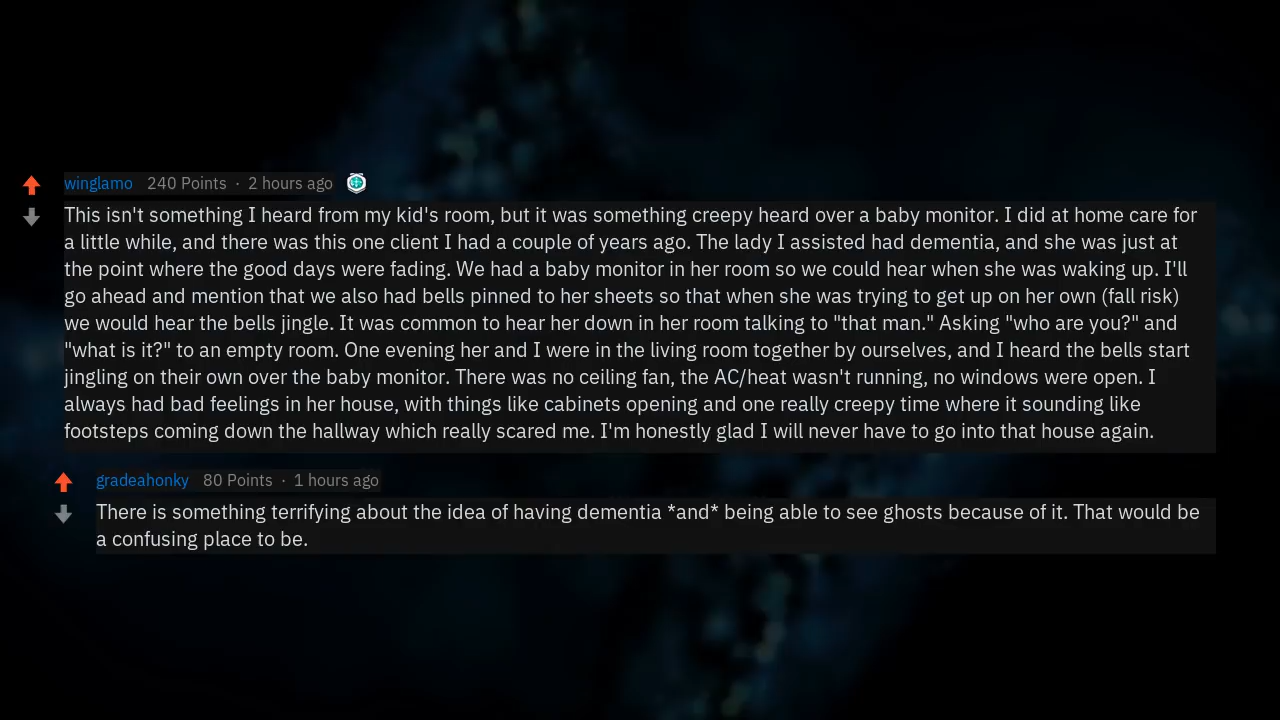 winglamo 240 Points · 2 hours ago
This isn't something I heard from my kid's room, but it was something creepy heard over a baby monitor. I did at home care for
a little while, and there was this one client I had a couple of years ago. The lady I assisted had dementia, and she was just at
the point where the good days were fading. We had a baby monitor in her room so we could hear when she was waking up. I'll
go ahead and mention that we also had bells pinned to her sheets so that when she was trying to get up on her own (fall risk)
we would hear the bells jingle. It was common to hear her down in her room talking to "that man." Asking "who are you?" and
"what is it?" to an empty room. One evening her and I were in the living room together by ourselves, and I heard the bells start
jingling on their own over the baby monitor. There was no ceiling fan, the AC/heat wasn't running, no windows were open. I
always had bad feelings in her house, with things like cabinets opening and one really creepy time where it sounding like
footsteps coming down the hallway which really scared me. I'm honestly glad I will never have to go into that house again.
gradeahonky 80 Points · 1 hours ago
There is something terrifying about the idea of having dementia *and* being able to see ghosts because of it. That would be
a confusing place to be.